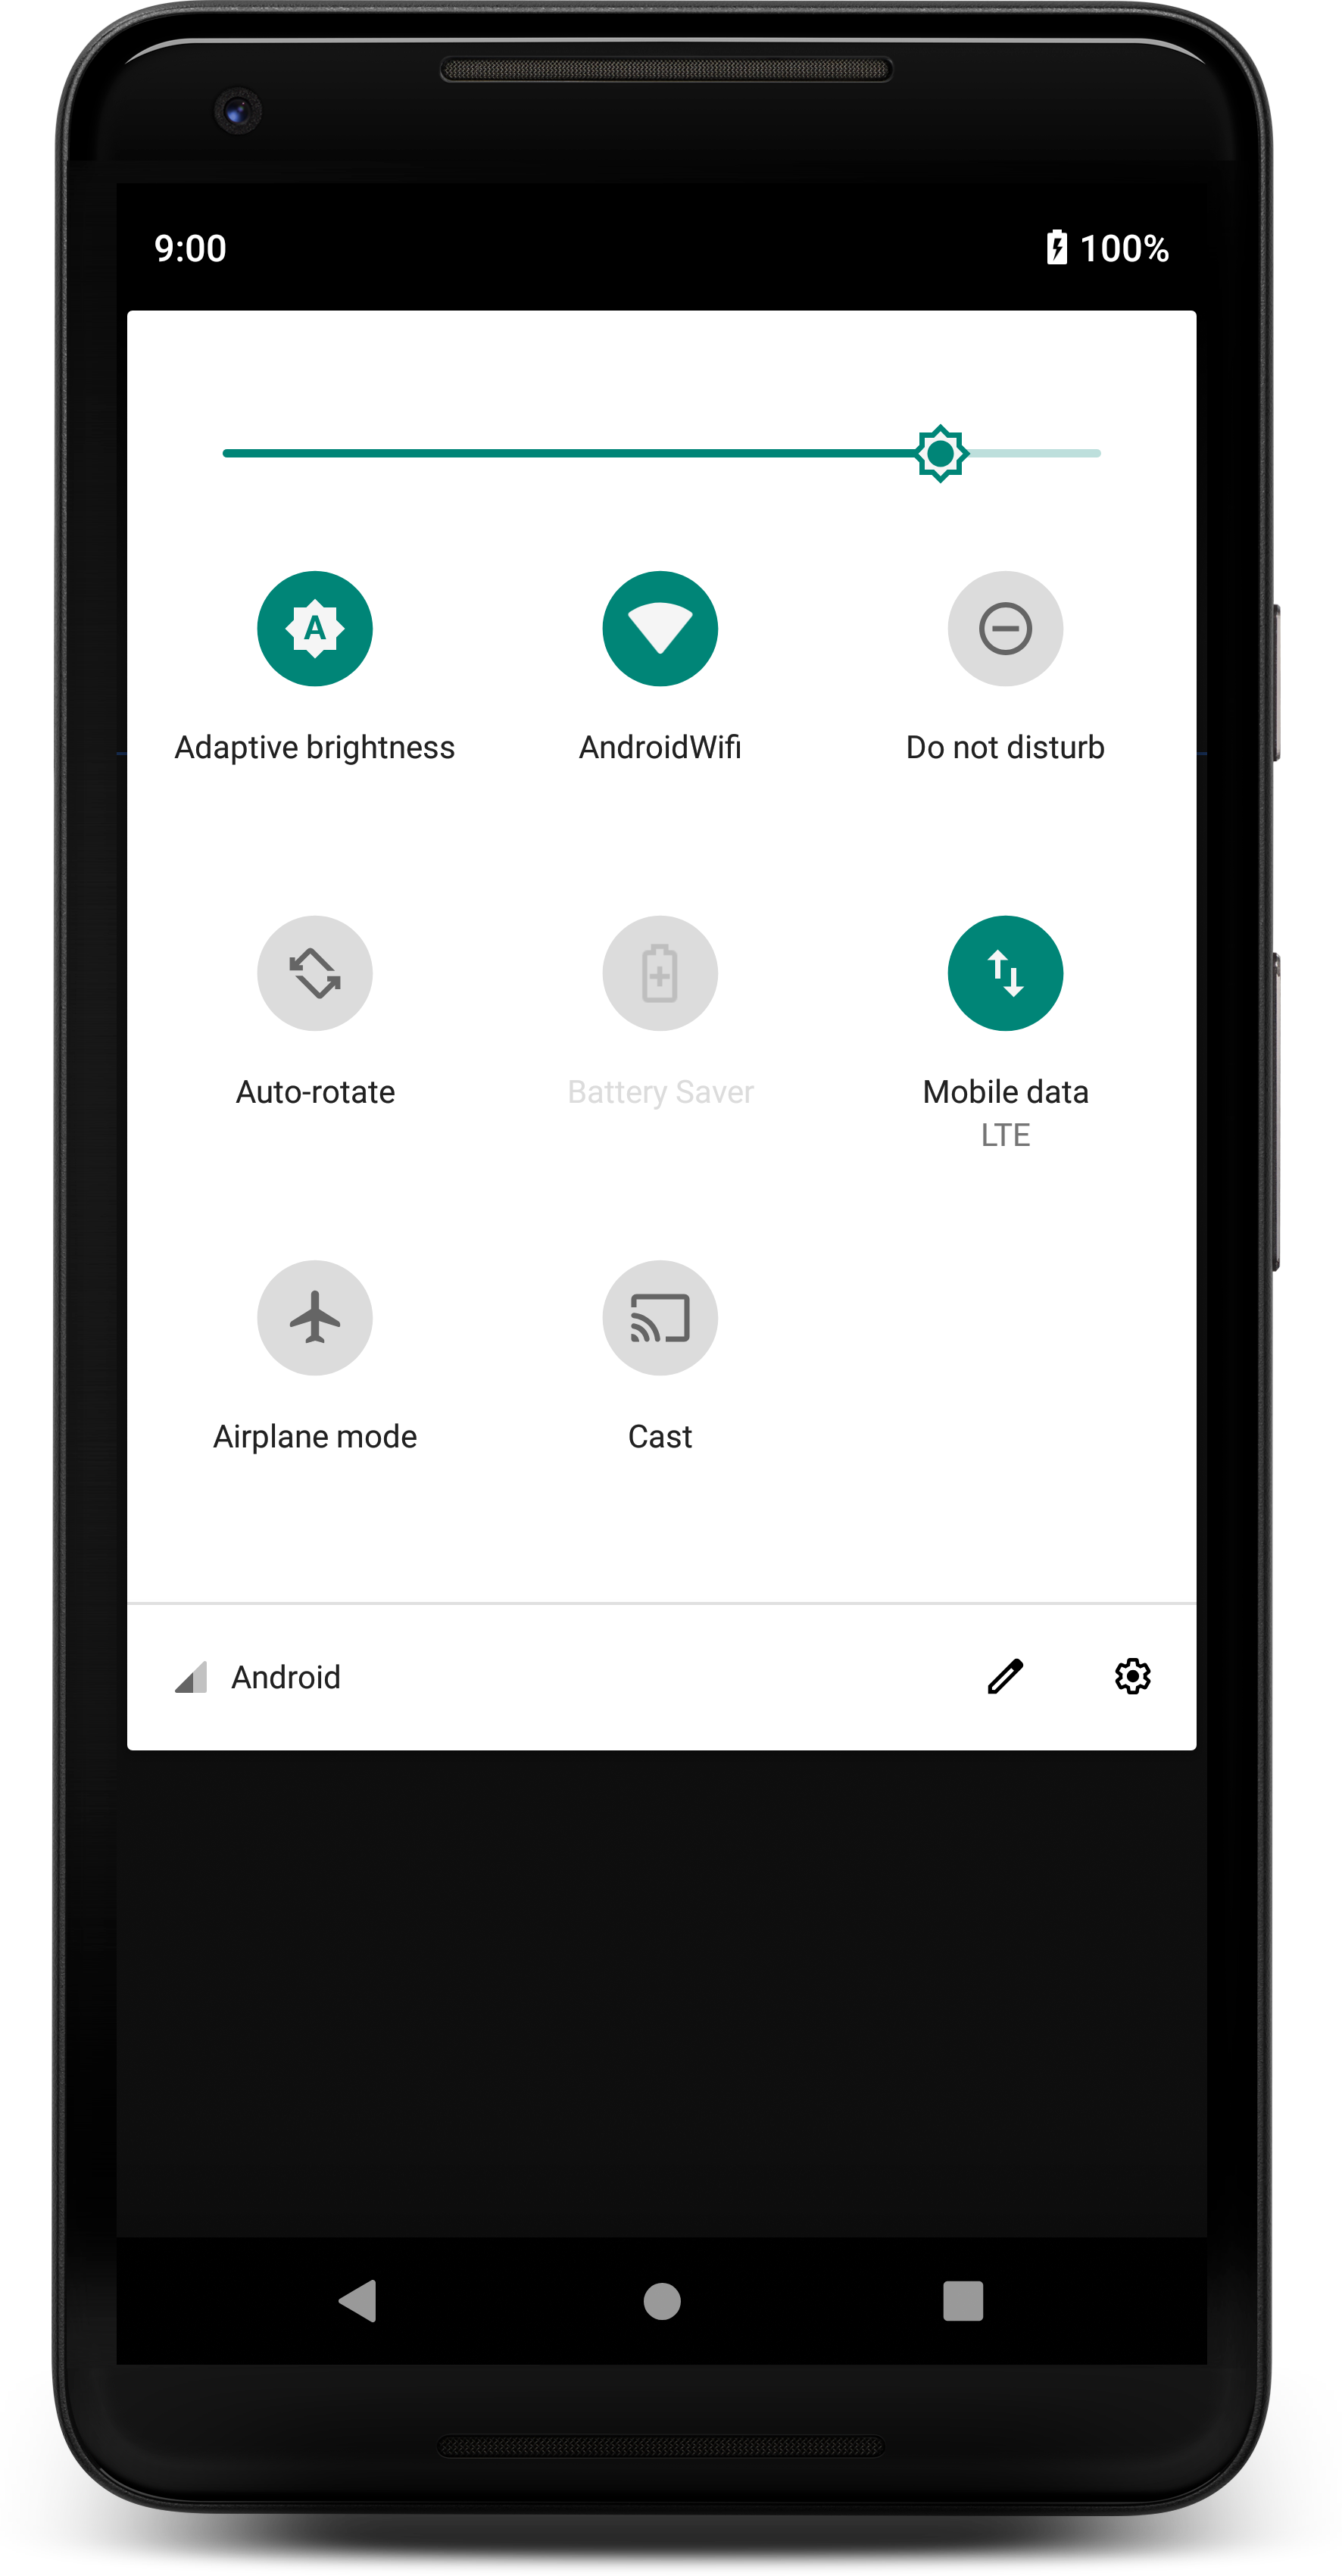 9:00 100%
A
Adaptive brightness AndroidWifi Do not disturb
Auto-rotate Battery Saver Mobile data
LTE
Airplane mode Cast
Android